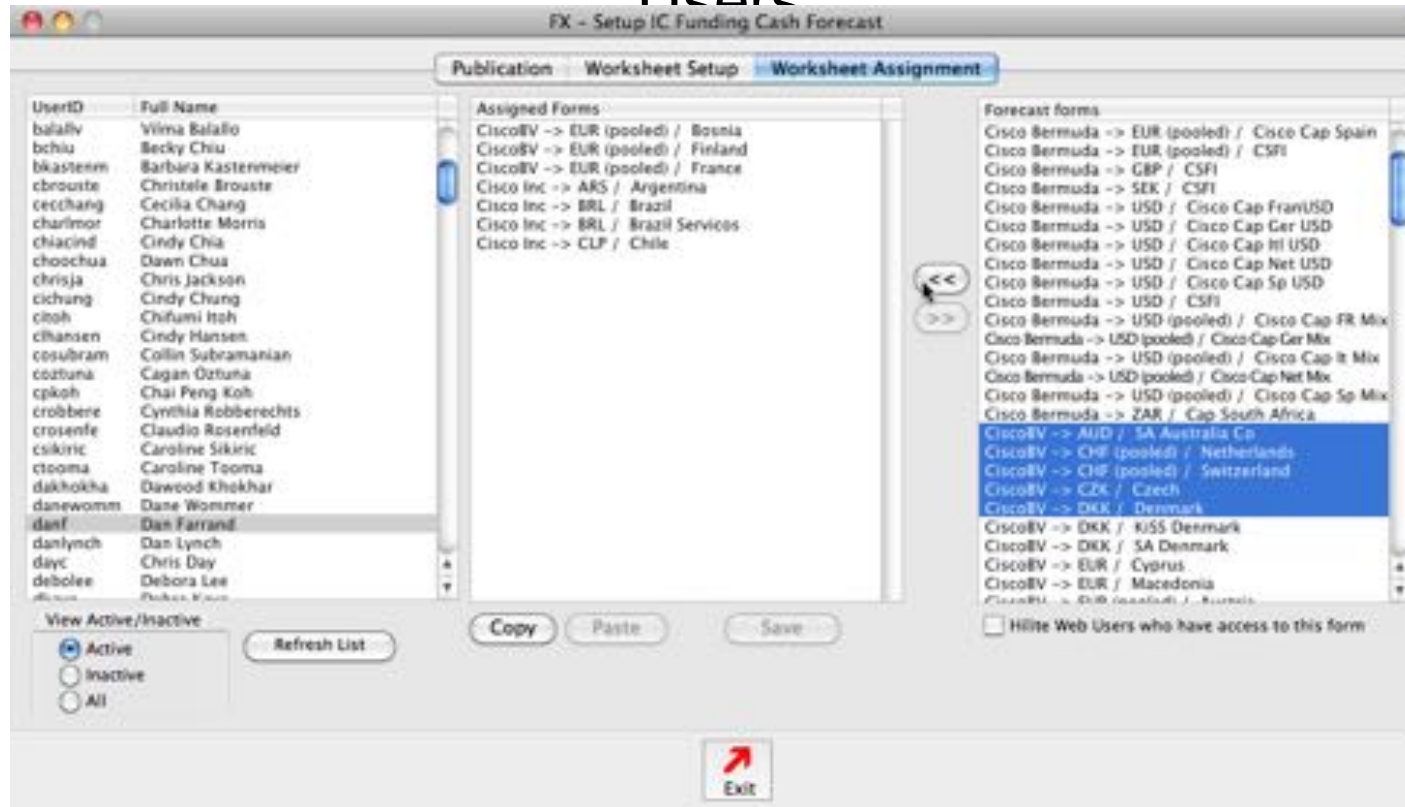 Users
FX - Setup IC Funding Cash Forecast
Publication Worksheet Setup Worksheet Assignment
UserID Full Name
balallv Vilma Balallo
bchiu Becky Chiu
bkastenm Barbara Kastenmeier
cbrouste Christele Brouste
cecchang Cecilia Chang
charlmor Charlotte Morris
chiacind Cindy Chia
choochua Dawn Chua
chrisja Chris Jackson
cichung Cindy Chung
citoh Chifumi Itoh
clhansen Cindy Hansen
cosubram Collin Subramanian
coztuna Cagan Oztuna
cpkoh Chai Peng Koh
crobbere Cynthia Robberechts
crosenfe Claudio Rosenfeld
csikiric Caroline Sikiric
ctooma Caroline Tooma
dakhokha Dawood Khokhar
danewomm Dane Wommer
danf Dan Farrand
danlynch Dan Lynch
dayc Chris Day
debolee Debora Lee
View Active/Inactive
Active
Inactive
All
Refresh List
Assigned Forms
CiscoBV -> EUR (pooled) / Bosnia
CiscoBV -> EUR (pooled) / Finland
CiscoBV -> EUR (pooled) / France
Cisco Inc -> ARS / Argentina
Cisco Inc -> BRL / Brazil
Cisco Inc -> BRL / Brazil Servicos
Cisco Inc -> CLP / Chile
Copy Paste Save
<<
>>
Forecast forms
Cisco Bermuda -> EUR (pooled) / Cisco Cap Spain
Cisco Bermuda -> EUR (pooled) / CSFI
Cisco Bermuda -> GBP / CSFI
Cisco Bermuda -> SEK / CSFI
Cisco Bermuda -> USD / Cisco Cap FranUSD
Cisco Bermuda -> USD / Cisco Cap Ger USD
Cisco Bermuda -> USD / Cisco Cap Itl USD
Cisco Bermuda -> USD / Cisco Cap Net USD
Cisco Bermuda -> USD / Cisco Cap Sp USD
Cisco Bermuda -> USD / CSFI
Cisco Bermuda -> USD (pooled) / Cisco Cap FR Mix
Cisco Bermuda -> USD (pooled) / Cisco Cap Ger Mix
Cisco Bermuda -> USD (pooled) / Cisco Cap It Mix
Cisco Bermuda -> USD (pooled) / Cisco Cap Net Mix
Cisco Bermuda -> USD (pooled) / Cisco Cap Sp Mix
Cisco Bermuda -> ZAR / Cap South Africa
CiscoBV -> AUD / SA Australia Co
CiscoBV -> CHF (pooled) / Netherlands
CiscoBV -> CHF (pooled) / Switzerland
CiscoBV -> CZK / Czech
CiscoBV -> DKK / Denmark
CiscoBV -> DKK / KiSS Denmark
CiscoBV -> DKK / SA Denmark
CiscoBV -> EUR / Cyprus
CiscoBV -> EUR / Macedonia
CiscoBV -> EUR (pooled) / Austria
Hilite Web Users who have access to this form
Exit